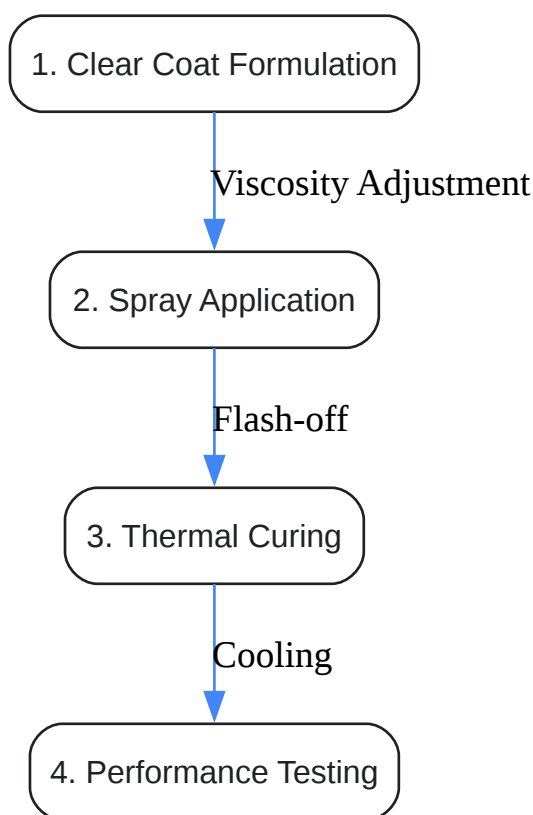 1. Clear Coat Formulation
Viscosity Adjustment
2. Spray Application
Flash-off
3. Thermal Curing
Cooling
4. Performance Testing